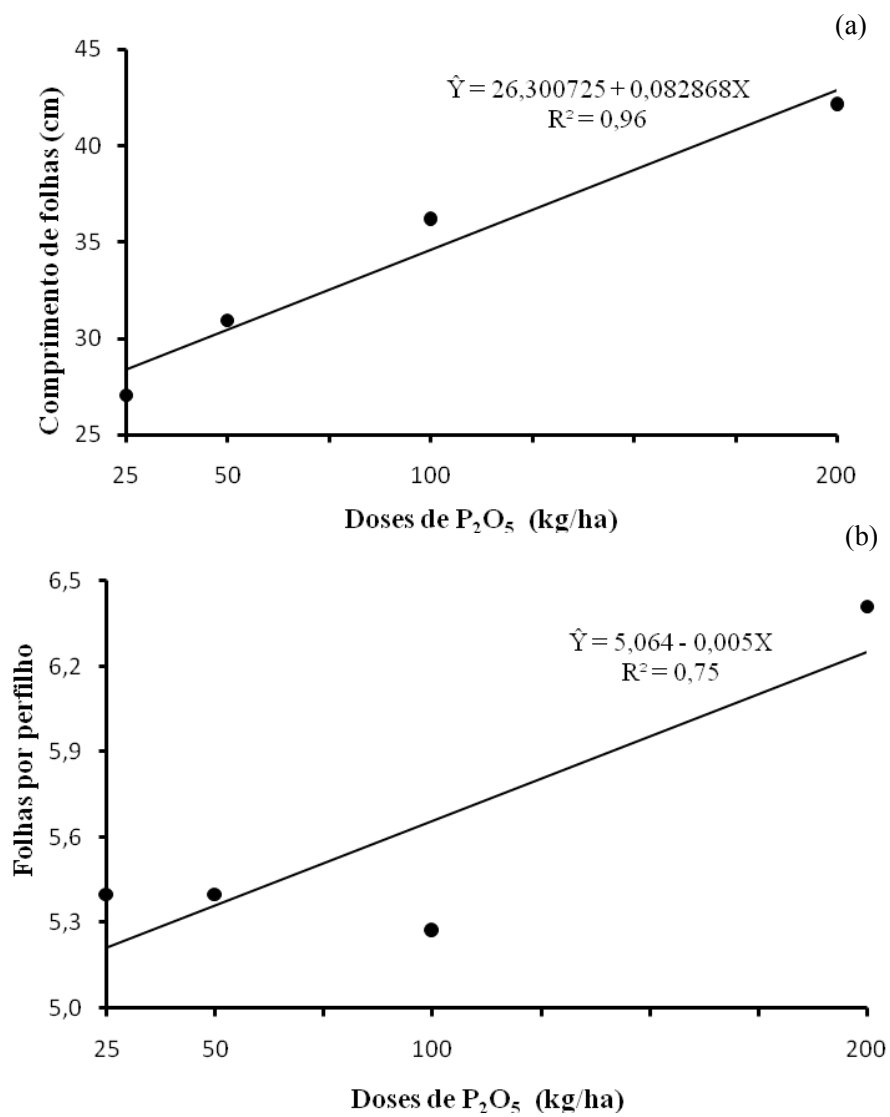 (a)
45
40
35
30
25
Comprimento de folhas (cm)
Ŷ = 26,300725 + 0,082868X
R² = 0,96
25 50 100 200
Doses de P₂O₅ (kg/ha)
(b)
6,5
6,2
5,9
5,6
5,3
5,0
Folhas por perfilho
Ŷ = 5,064 - 0,005X
R² = 0,75
25 50 100 200
Doses de P₂O₅ (kg/ha)